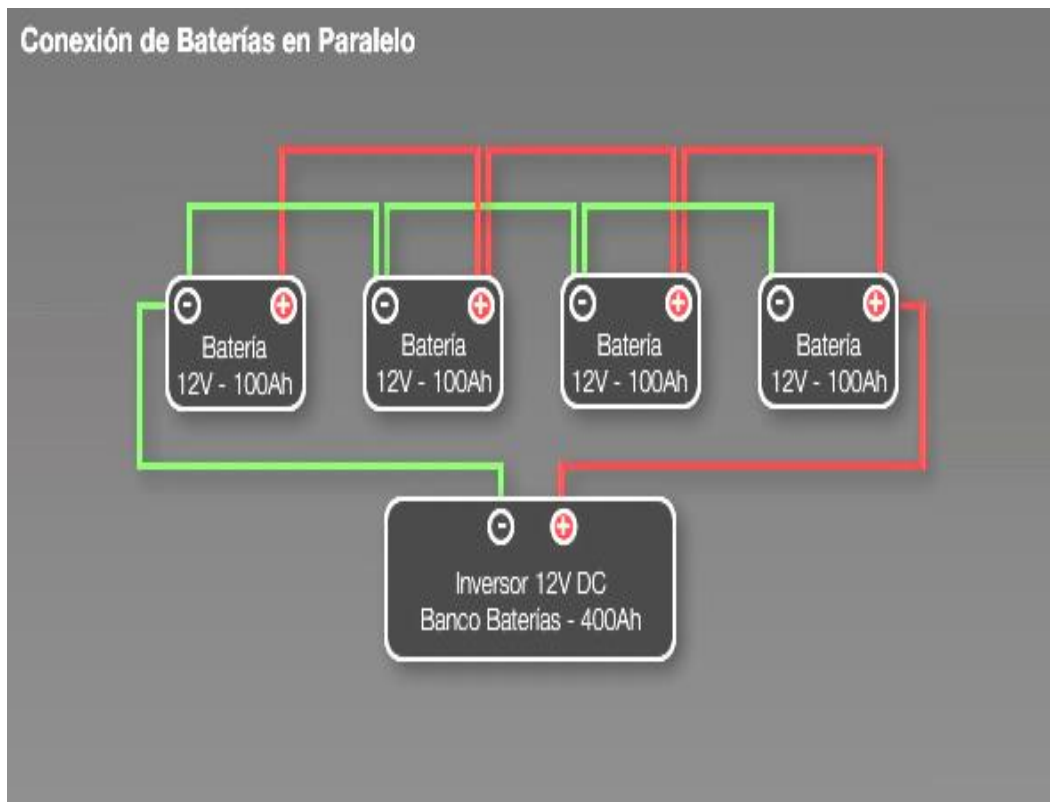 Conexión de Baterías en Paralelo
- +
Batería
12V - 100Ah
- +
Batería
12V - 100Ah
- +
Batería
12V - 100Ah
- +
Batería
12V - 100Ah
- +
Inversor 12V DC
Banco Baterías - 400Ah